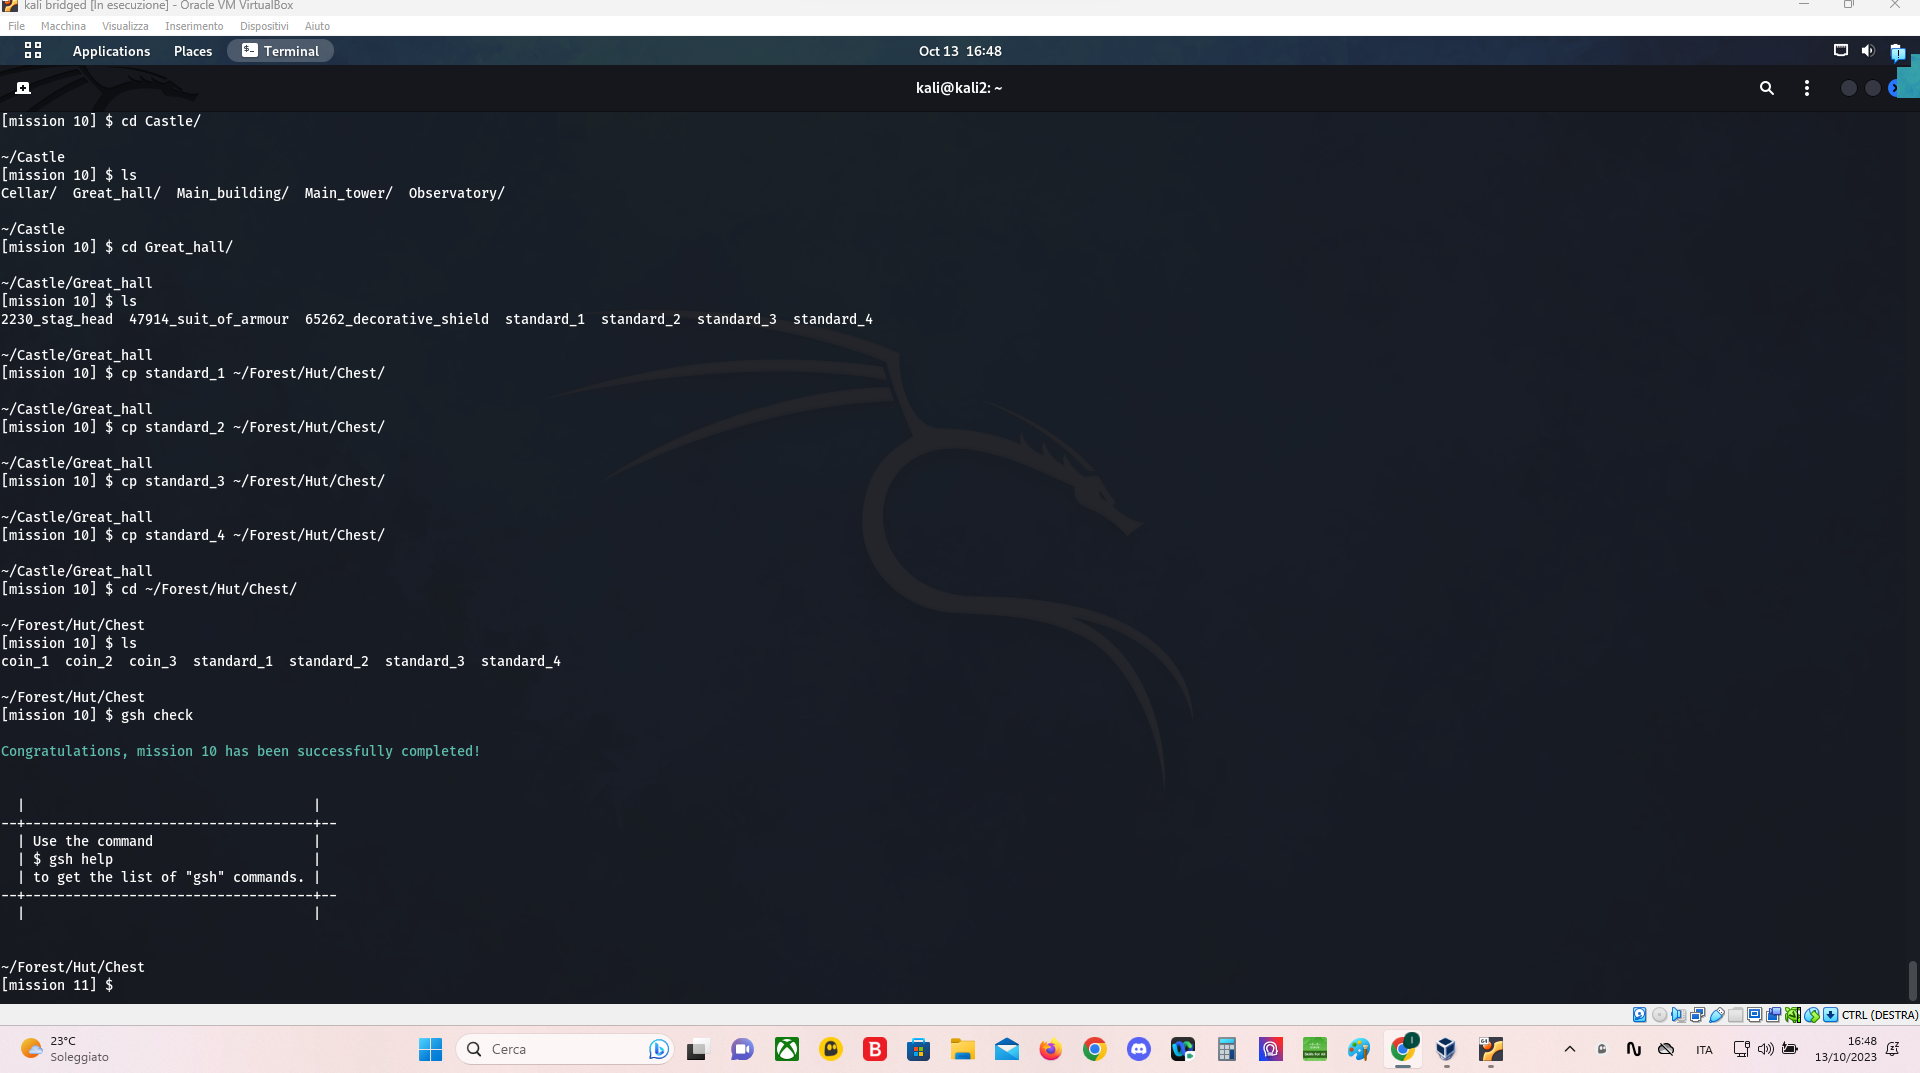 kali bridged [In esecuzione] - Oracle VM VirtualBox
File Macchina Visualizza Inserimento Dispositivi Aiuto
Applications Places Terminal Oct 13 16:48
kali@kali2: ~
[mission 10] $ cd Castle/
~/Castle
[mission 10] $ ls
Cellar/ Great_hall/ Main_building/ Main_tower/ Observatory/
~/Castle
[mission 10] $ cd Great_hall/
~/Castle/Great_hall
[mission 10] $ ls
2230_stag_head 47914_suit_of_armour 65262_decorative_shield standard_1 standard_2 standard_3 standard_4
~/Castle/Great_hall
[mission 10] $ cp standard_1 ~/Forest/Hut/Chest/
~/Castle/Great_hall
[mission 10] $ cp standard_2 ~/Forest/Hut/Chest/
~/Castle/Great_hall
[mission 10] $ cp standard_3 ~/Forest/Hut/Chest/
~/Castle/Great_hall
[mission 10] $ cp standard_4 ~/Forest/Hut/Chest/
~/Castle/Great_hall
[mission 10] $ cd ~/Forest/Hut/Chest/
~/Forest/Hut/Chest
[mission 10] $ ls
coin_1 coin_2 coin_3 standard_1 standard_2 standard_3 standard_4
~/Forest/Hut/Chest
[mission 10] $ gsh check
Congratulations, mission 10 has been successfully completed!
Use the command
$ gsh help
to get the list of "gsh" commands.
~/Forest/Hut/Chest
[mission 11] $
CTRL (DESTRA)
23°C
Soleggiato
Cerca
ITA
16:48
13/10/2023